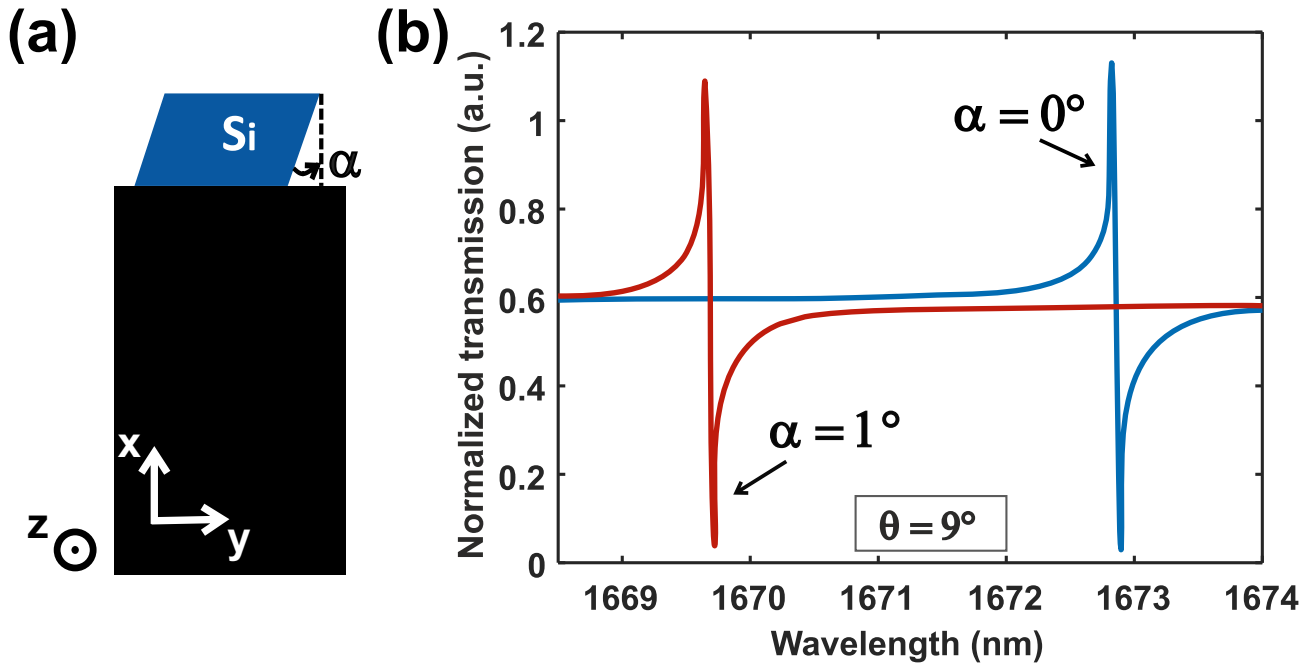 (a)
Si
α
x
y
z
(b)
Normalized transmission (a.u.)
1.2
1
0.8
0.6
0.4
0.2
0
α = 0°
α = 1°
θ = 9°
1669 1670 1671 1672 1673 1674
Wavelength (nm)